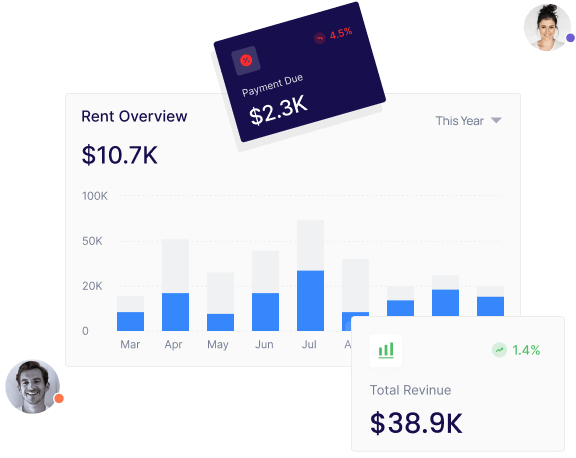 4.5%
Payment Due
$2.3K
Rent Overview
This Year
$10.7K
100K
50K
20K
0
Mar Apr May Jun Jul A
1.4%
Total Revinue
$38.9K